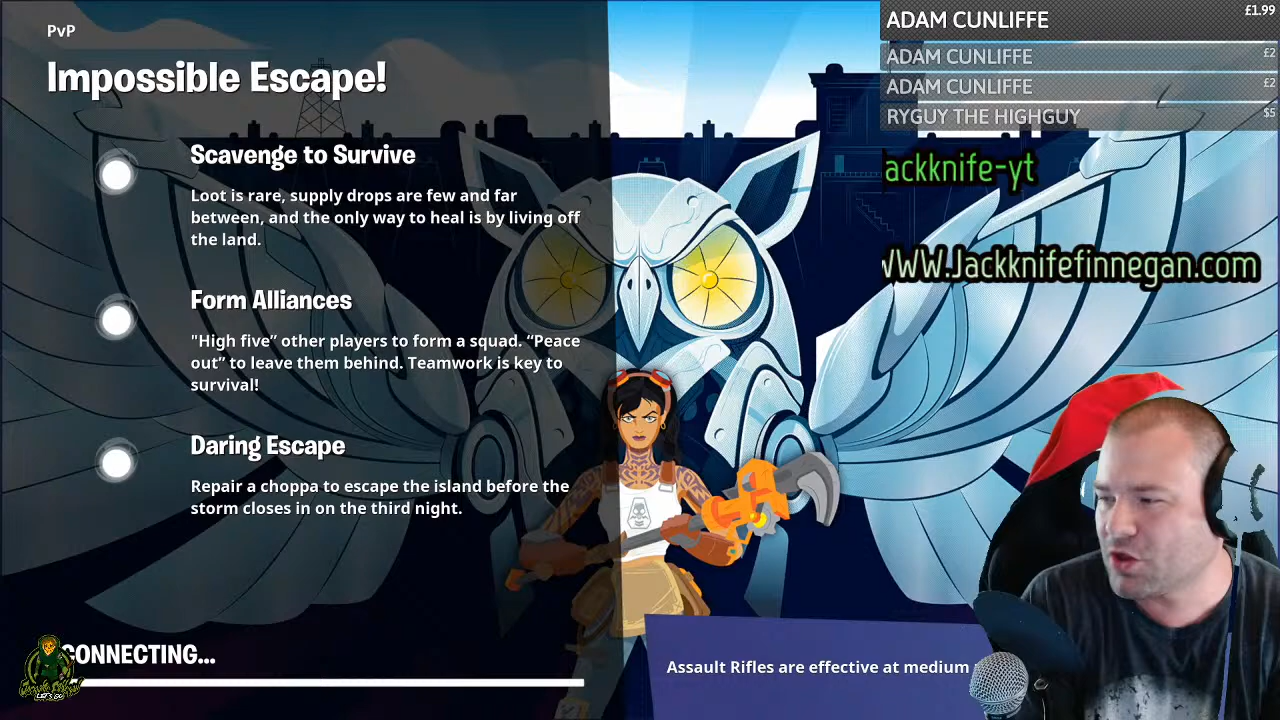 PvP
Impossible Escape!
Scavenge to Survive
Loot is rare, supply drops are few and far
between, and the only way to heal is by living off
the land.
Form Alliances
"High five” other players to form a squad. “Peace
out” to leave them behind. Teamwork is key to
survival!
Daring Escape
Repair a choppa to escape the island before the
storm closes in on the third night.
CONNECTING...
Assault Rifles are effective at medium
ADAM CUNLIFFE £1.99
ADAM CUNLIFFE £2
ADAM CUNLIFFE £2
RYGUY THE HIGHGUY $5
ackknife-yt
WWW.Jackknifefinnegan.com